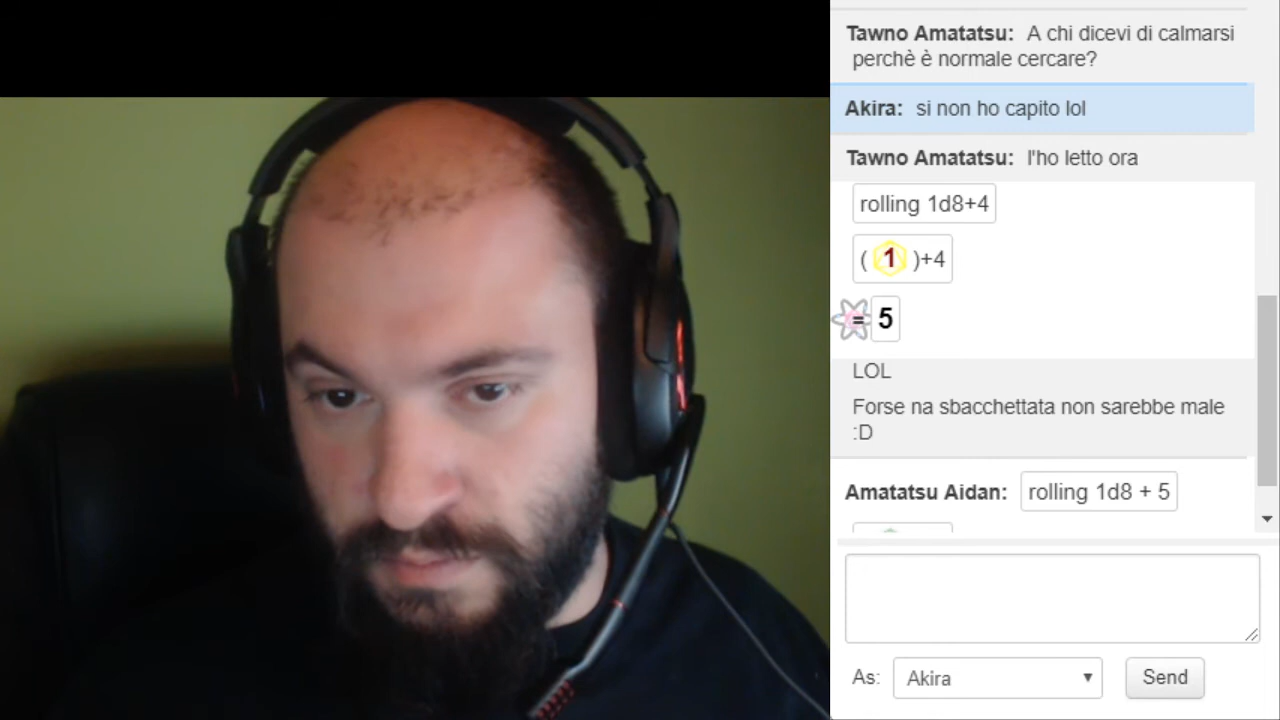 Tawno Amatatsu: A chi dicevi di calmarsi
perchè è normale cercare?
Akira: si non ho capito lol
Tawno Amatatsu: l'ho letto ora
rolling 1d8+4
( 1 )+4
= 5
LOL
Forse na sbacchettata non sarebbe male
:D
Amatatsu Aidan: rolling 1d8 + 5
As: Akira Send